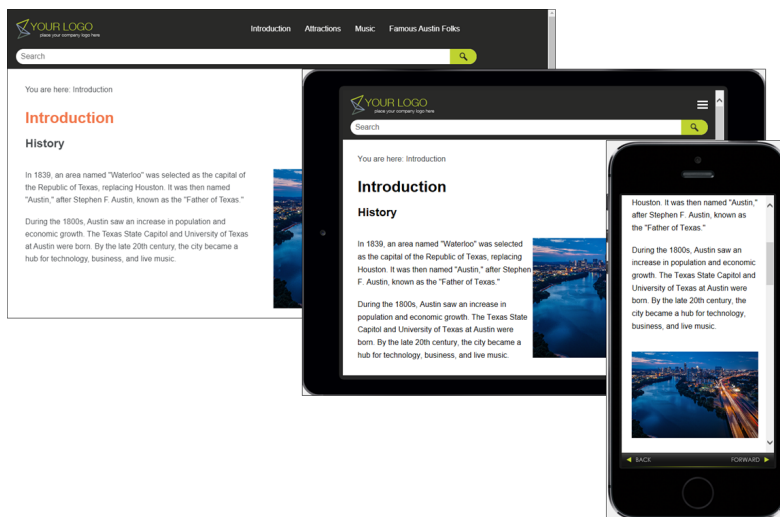 YOUR LOGO
place your company logo here
Introduction Attractions Music Famous Austin Folks
Search
You are here: Introduction
Introduction
History
In 1839, an area named "Waterloo" was selected as the capital of
the Republic of Texas, replacing Houston. It was then named
"Austin," after Stephen F. Austin, known as the "Father of Texas."
During the 1800s, Austin saw an increase in population and
economic growth. The Texas State Capitol and University of Texas
at Austin were born. By the late 20th century, the city became a
hub for technology, business, and live music.
YOUR LOGO
place your company logo here
Search
You are here: Introduction
Introduction
History
In 1839, an area named "Waterloo" was selected
as the capital of the Republic of Texas, replacing
Houston. It was then named "Austin," after Stephen
F. Austin, known as the "Father of Texas."
During the 1800s, Austin saw an increase in
population and economic growth. The Texas State
Capitol and University of Texas at Austin were
born. By the late 20th century, the city became a
hub for technology, business, and live music.
Houston. It was then named "Austin,"
after Stephen F. Austin, known as
the "Father of Texas."
During the 1800s, Austin saw an
increase in population and economic
growth. The Texas State Capitol and
University of Texas at Austin were
born. By the late 20th century, the
city became a hub for technology,
business, and live music.
BACK FORWARD